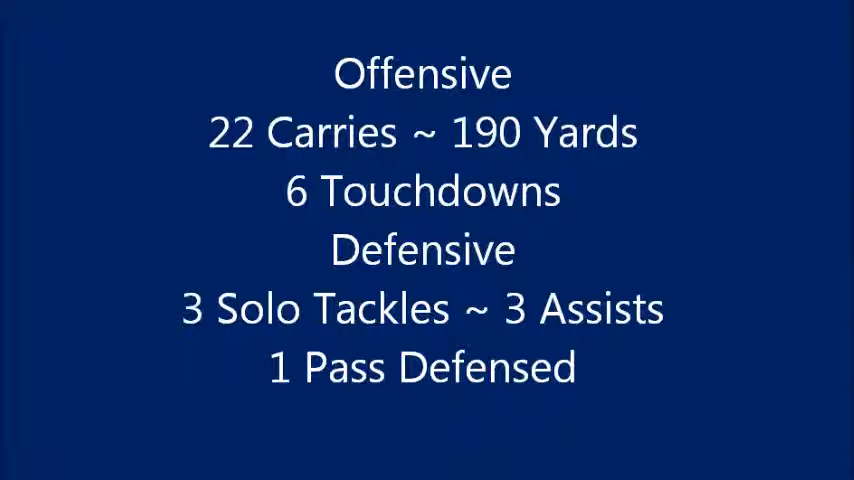 Offensive
22 Carries ~ 190 Yards
6 Touchdowns
Defensive
3 Solo Tackles ~ 3 Assists
1 Pass Defensed